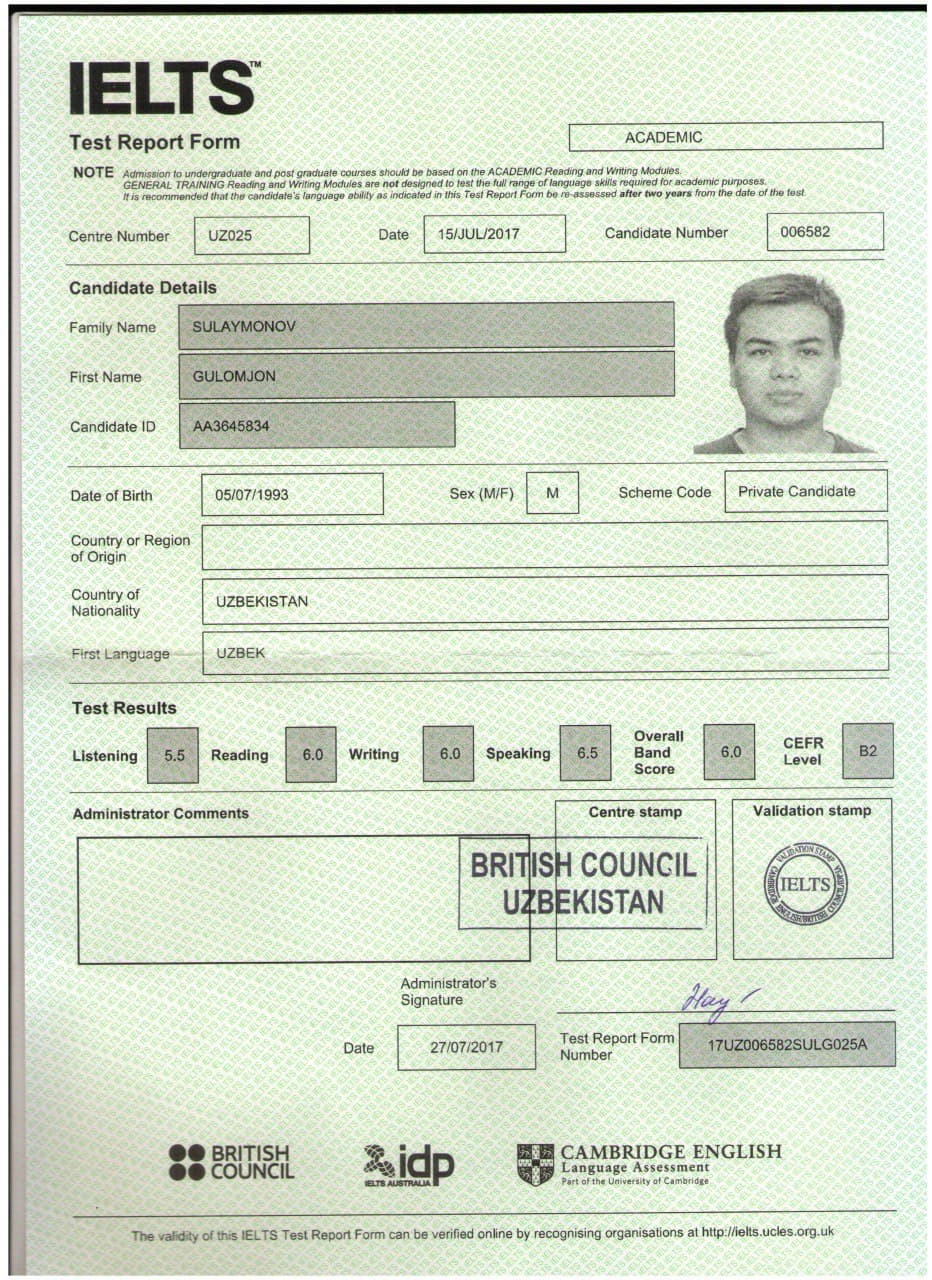 IELTS™
Test Report Form
ACADEMIC
NOTE Admission to undergraduate and post graduate courses should be based on the ACADEMIC Reading and Writing Modules.
GENERAL TRAINING Reading and Writing Modules are not designed to test the full range of language skills required for academic purposes.
It is recommended that the candidate's language ability as indicated in this Test Report Form be re-assessed after two years from the date of the test.
Centre Number UZ025 Date 15/JUL/2017 Candidate Number 006582
Candidate Details
Family Name SULAYMONOV
First Name GULOMJON
Candidate ID AA3645834
Date of Birth 05/07/1993 Sex (M/F) M Scheme Code Private Candidate
Country or Region
of Origin
Country of
Nationality UZBEKISTAN
First Language UZBEK
Test Results
Listening 5.5 Reading 6.0 Writing 6.0 Speaking 6.5 Overall Band Score 6.0 CEFR Level B2
Administrator Comments
Centre stamp
Validation stamp
BRITISH COUNCIL
UZBEKISTAN
VALIDATION STAMP
IELTS
Administrator's
Signature
Date 27/07/2017
Test Report Form
Number 17UZ006582SULG025A
BRITISH
COUNCIL
idp
IELTS AUSTRALIA
CAMBRIDGE ENGLISH
Language Assessment
Part of the University of Cambridge
The validity of this IELTS Test Report Form can be verified online by recognising organisations at http://ielts.ucles.org.uk